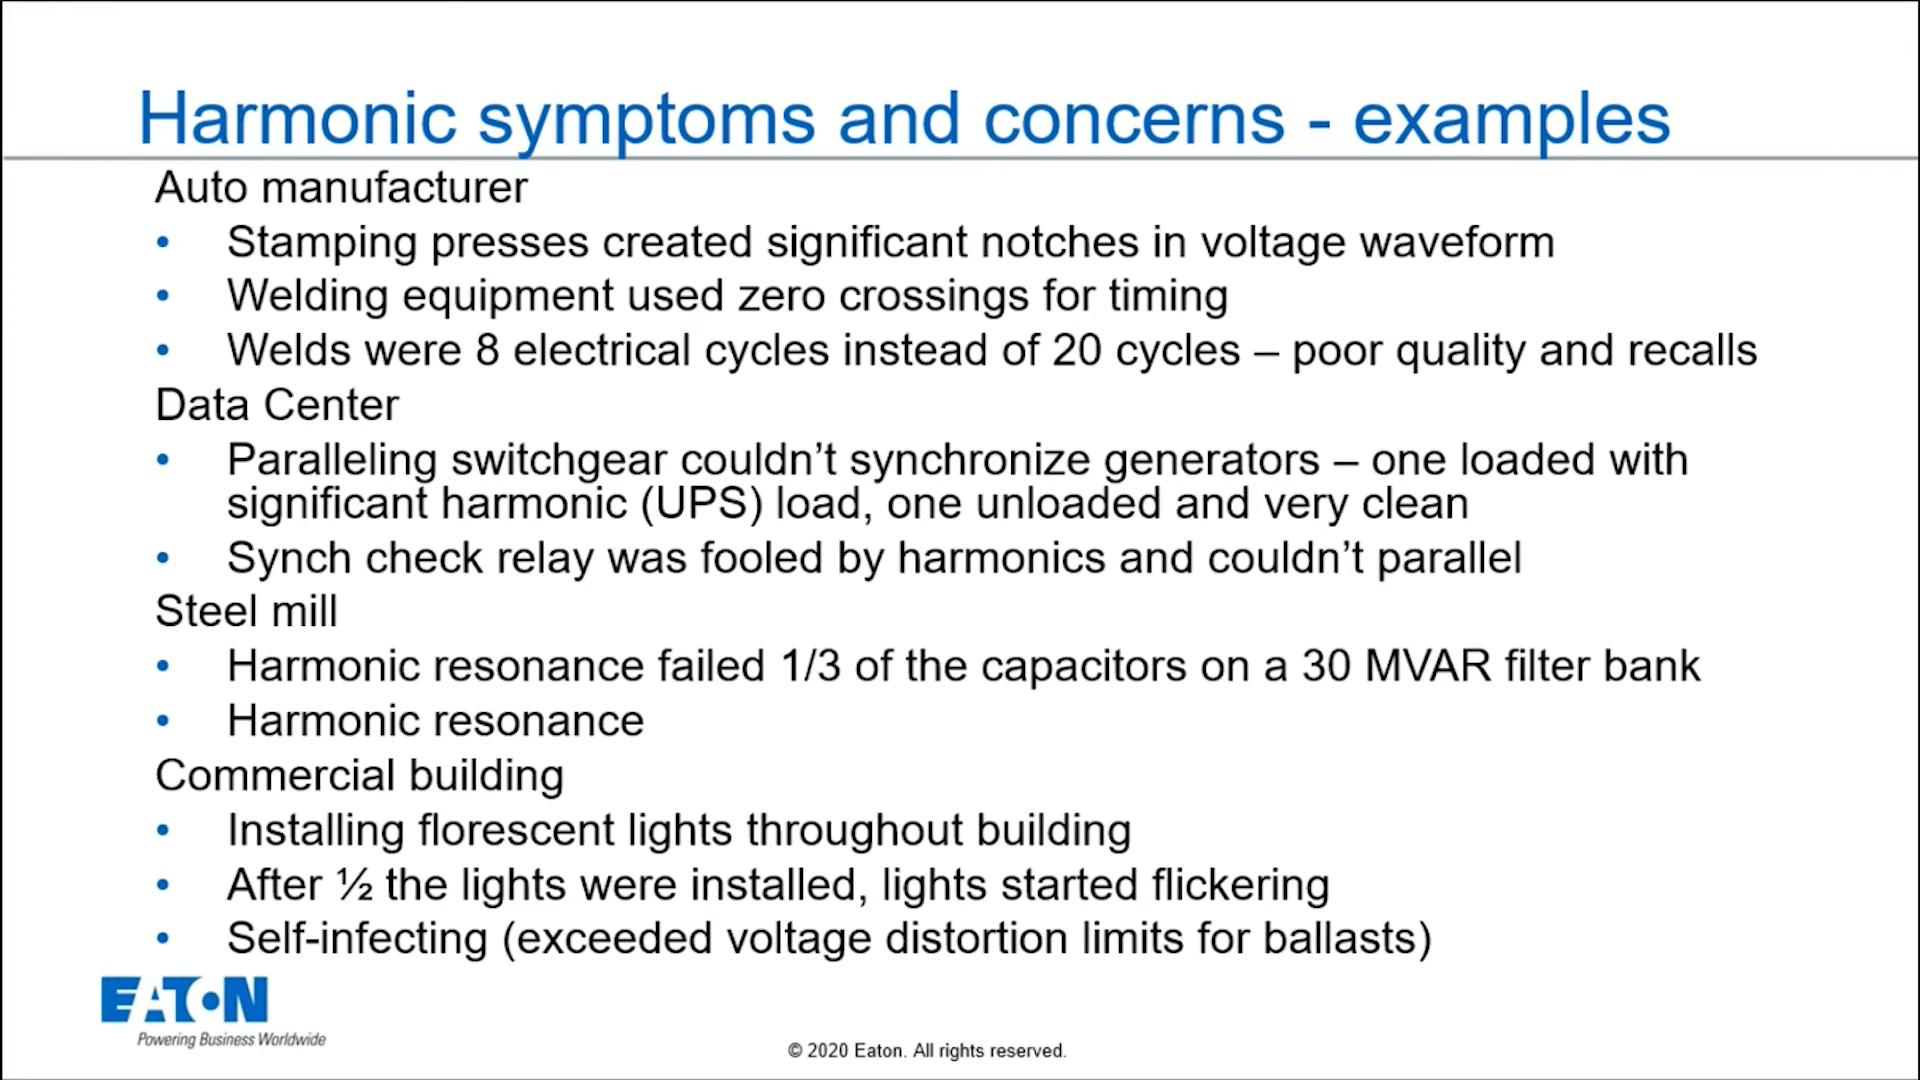 Harmonic symptoms and concerns - examples
Auto manufacturer
• Stamping presses created significant notches in voltage waveform
• Welding equipment used zero crossings for timing
• Welds were 8 electrical cycles instead of 20 cycles – poor quality and recalls
Data Center
• Paralleling switchgear couldn’t synchronize generators – one loaded with
significant harmonic (UPS) load, one unloaded and very clean
• Synch check relay was fooled by harmonics and couldn’t parallel
Steel mill
• Harmonic resonance failed 1/3 of the capacitors on a 30 MVAR filter bank
• Harmonic resonance
Commercial building
• Installing florescent lights throughout building
• After ½ the lights were installed, lights started flickering
• Self-infecting (exceeded voltage distortion limits for ballasts)
EATON
Powering Business Worldwide
© 2020 Eaton. All rights reserved.